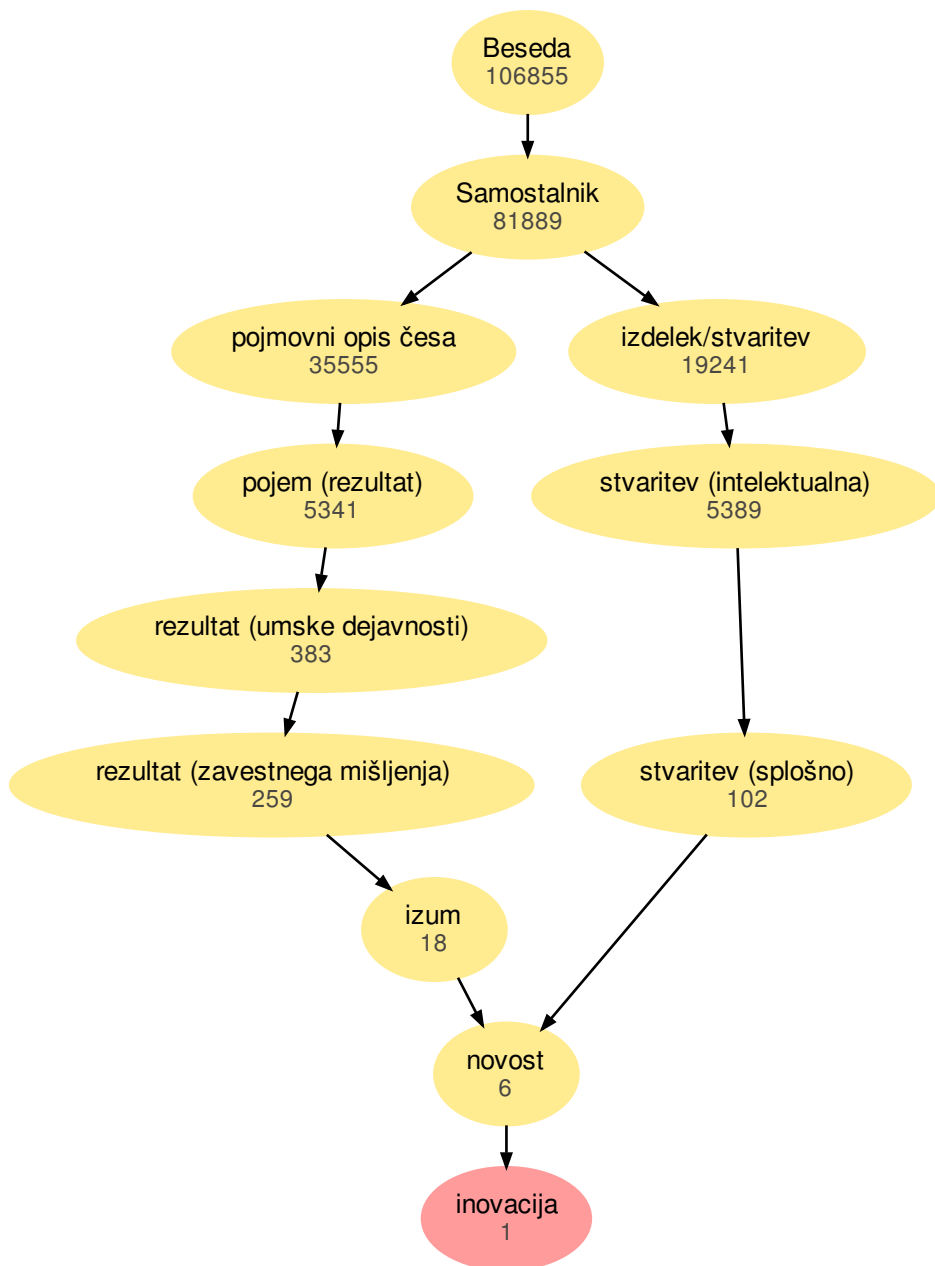 Beseda
106855
Samostalnik
81889
pojmovni opis česa
35555
izdelek/stvaritev
19241
pojem (rezultat)
5341
stvaritev (intelektualna)
5389
rezultat (umske dejavnosti)
383
rezultat (zavestnega mišljenja)
259
stvaritev (splošno)
102
izum
18
novost
6
inovacija
1